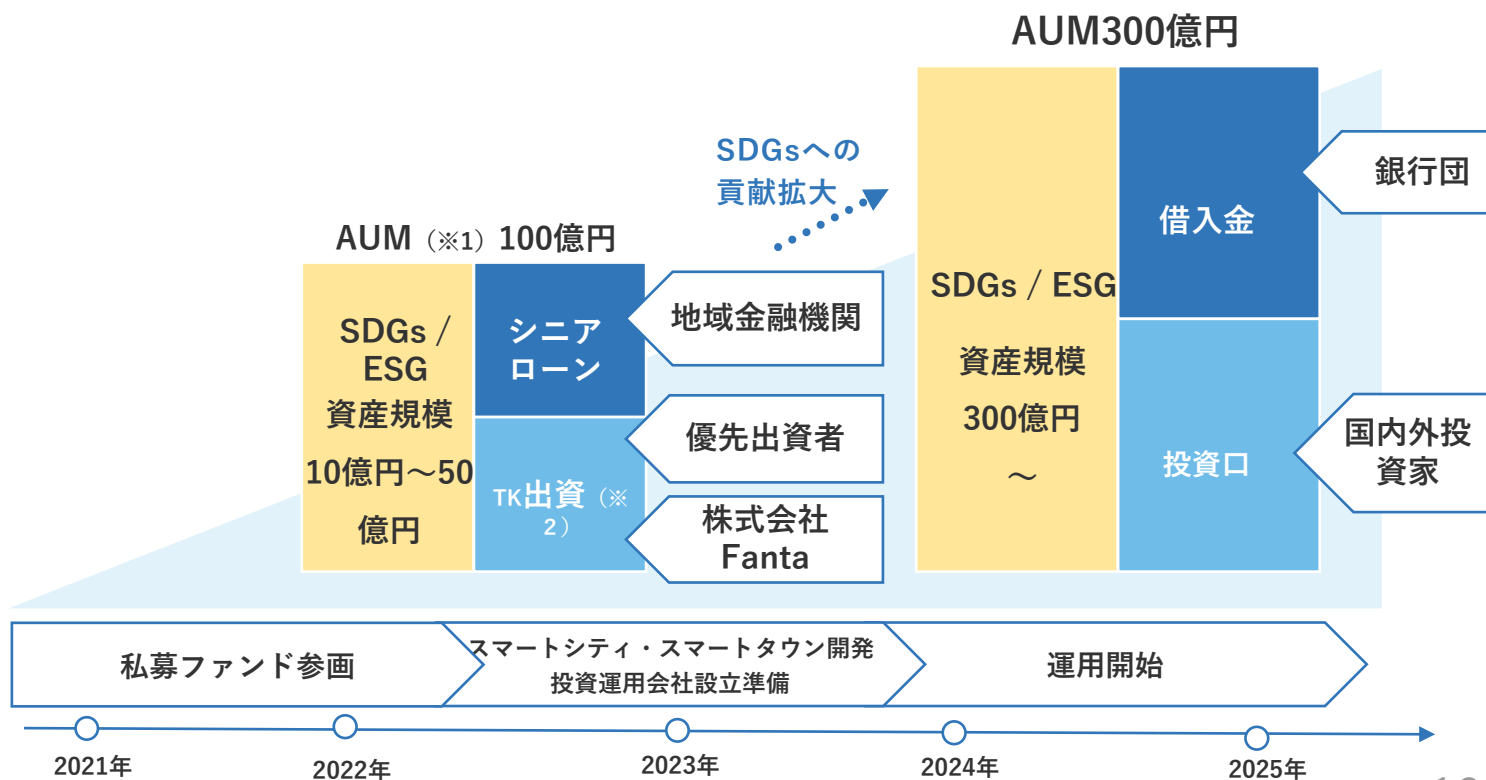 AUM300億円
SDGsへの
貢献拡大
銀行団
借入金
AUM（※1）100億円
SDGs / ESG
資産規模
300億円
～
地域金融機関
SDGs /
ESG
資産規模
10億円～50
億円
シニア
ローン
優先出資者
国内外投
資家
投資口
TK出資（※
2）
株式会社
Fanta
私募ファンド参画
スマートシティ・スマートタウン開発
投資運用会社設立準備
運用開始
2021年
2022年
2023年
2024年
2025年